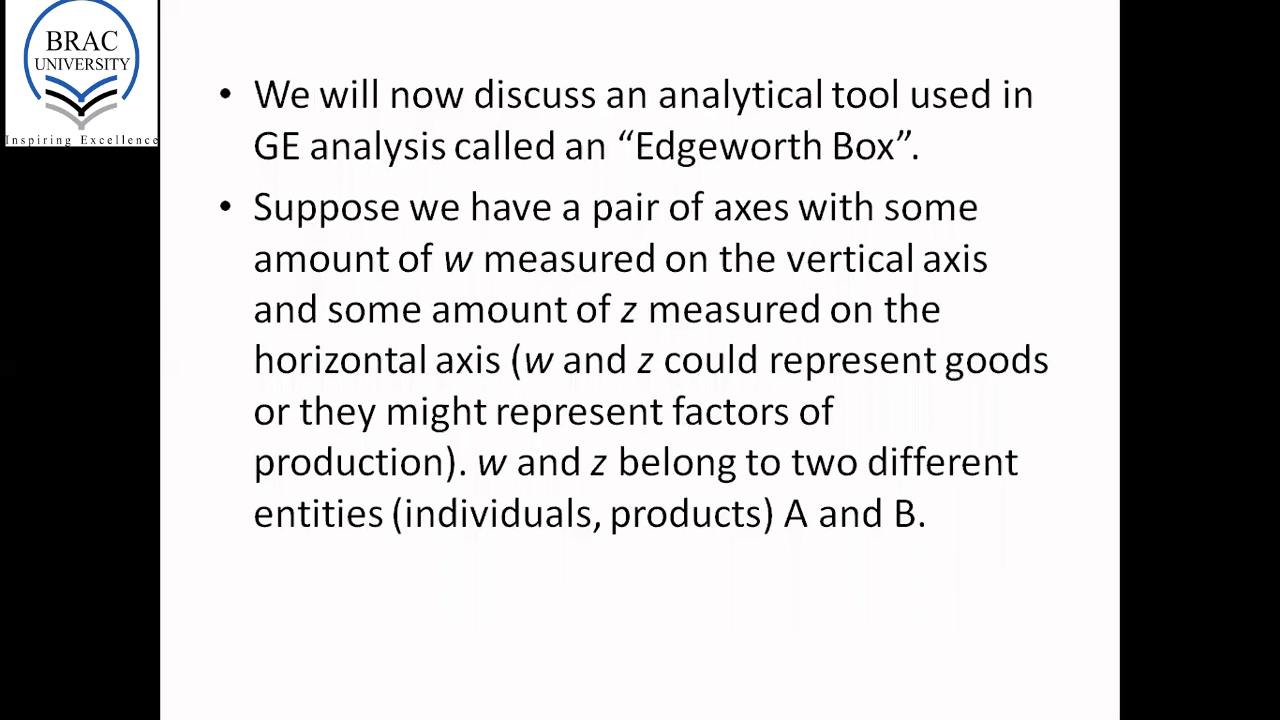 BRAC
UNIVERSITY
Inspiring Excellence
• We will now discuss an analytical tool used in
GE analysis called an “Edgeworth Box”.
• Suppose we have a pair of axes with some
amount of w measured on the vertical axis
and some amount of z measured on the
horizontal axis (w and z could represent goods
or they might represent factors of
production). w and z belong to two different
entities (individuals, products) A and B.